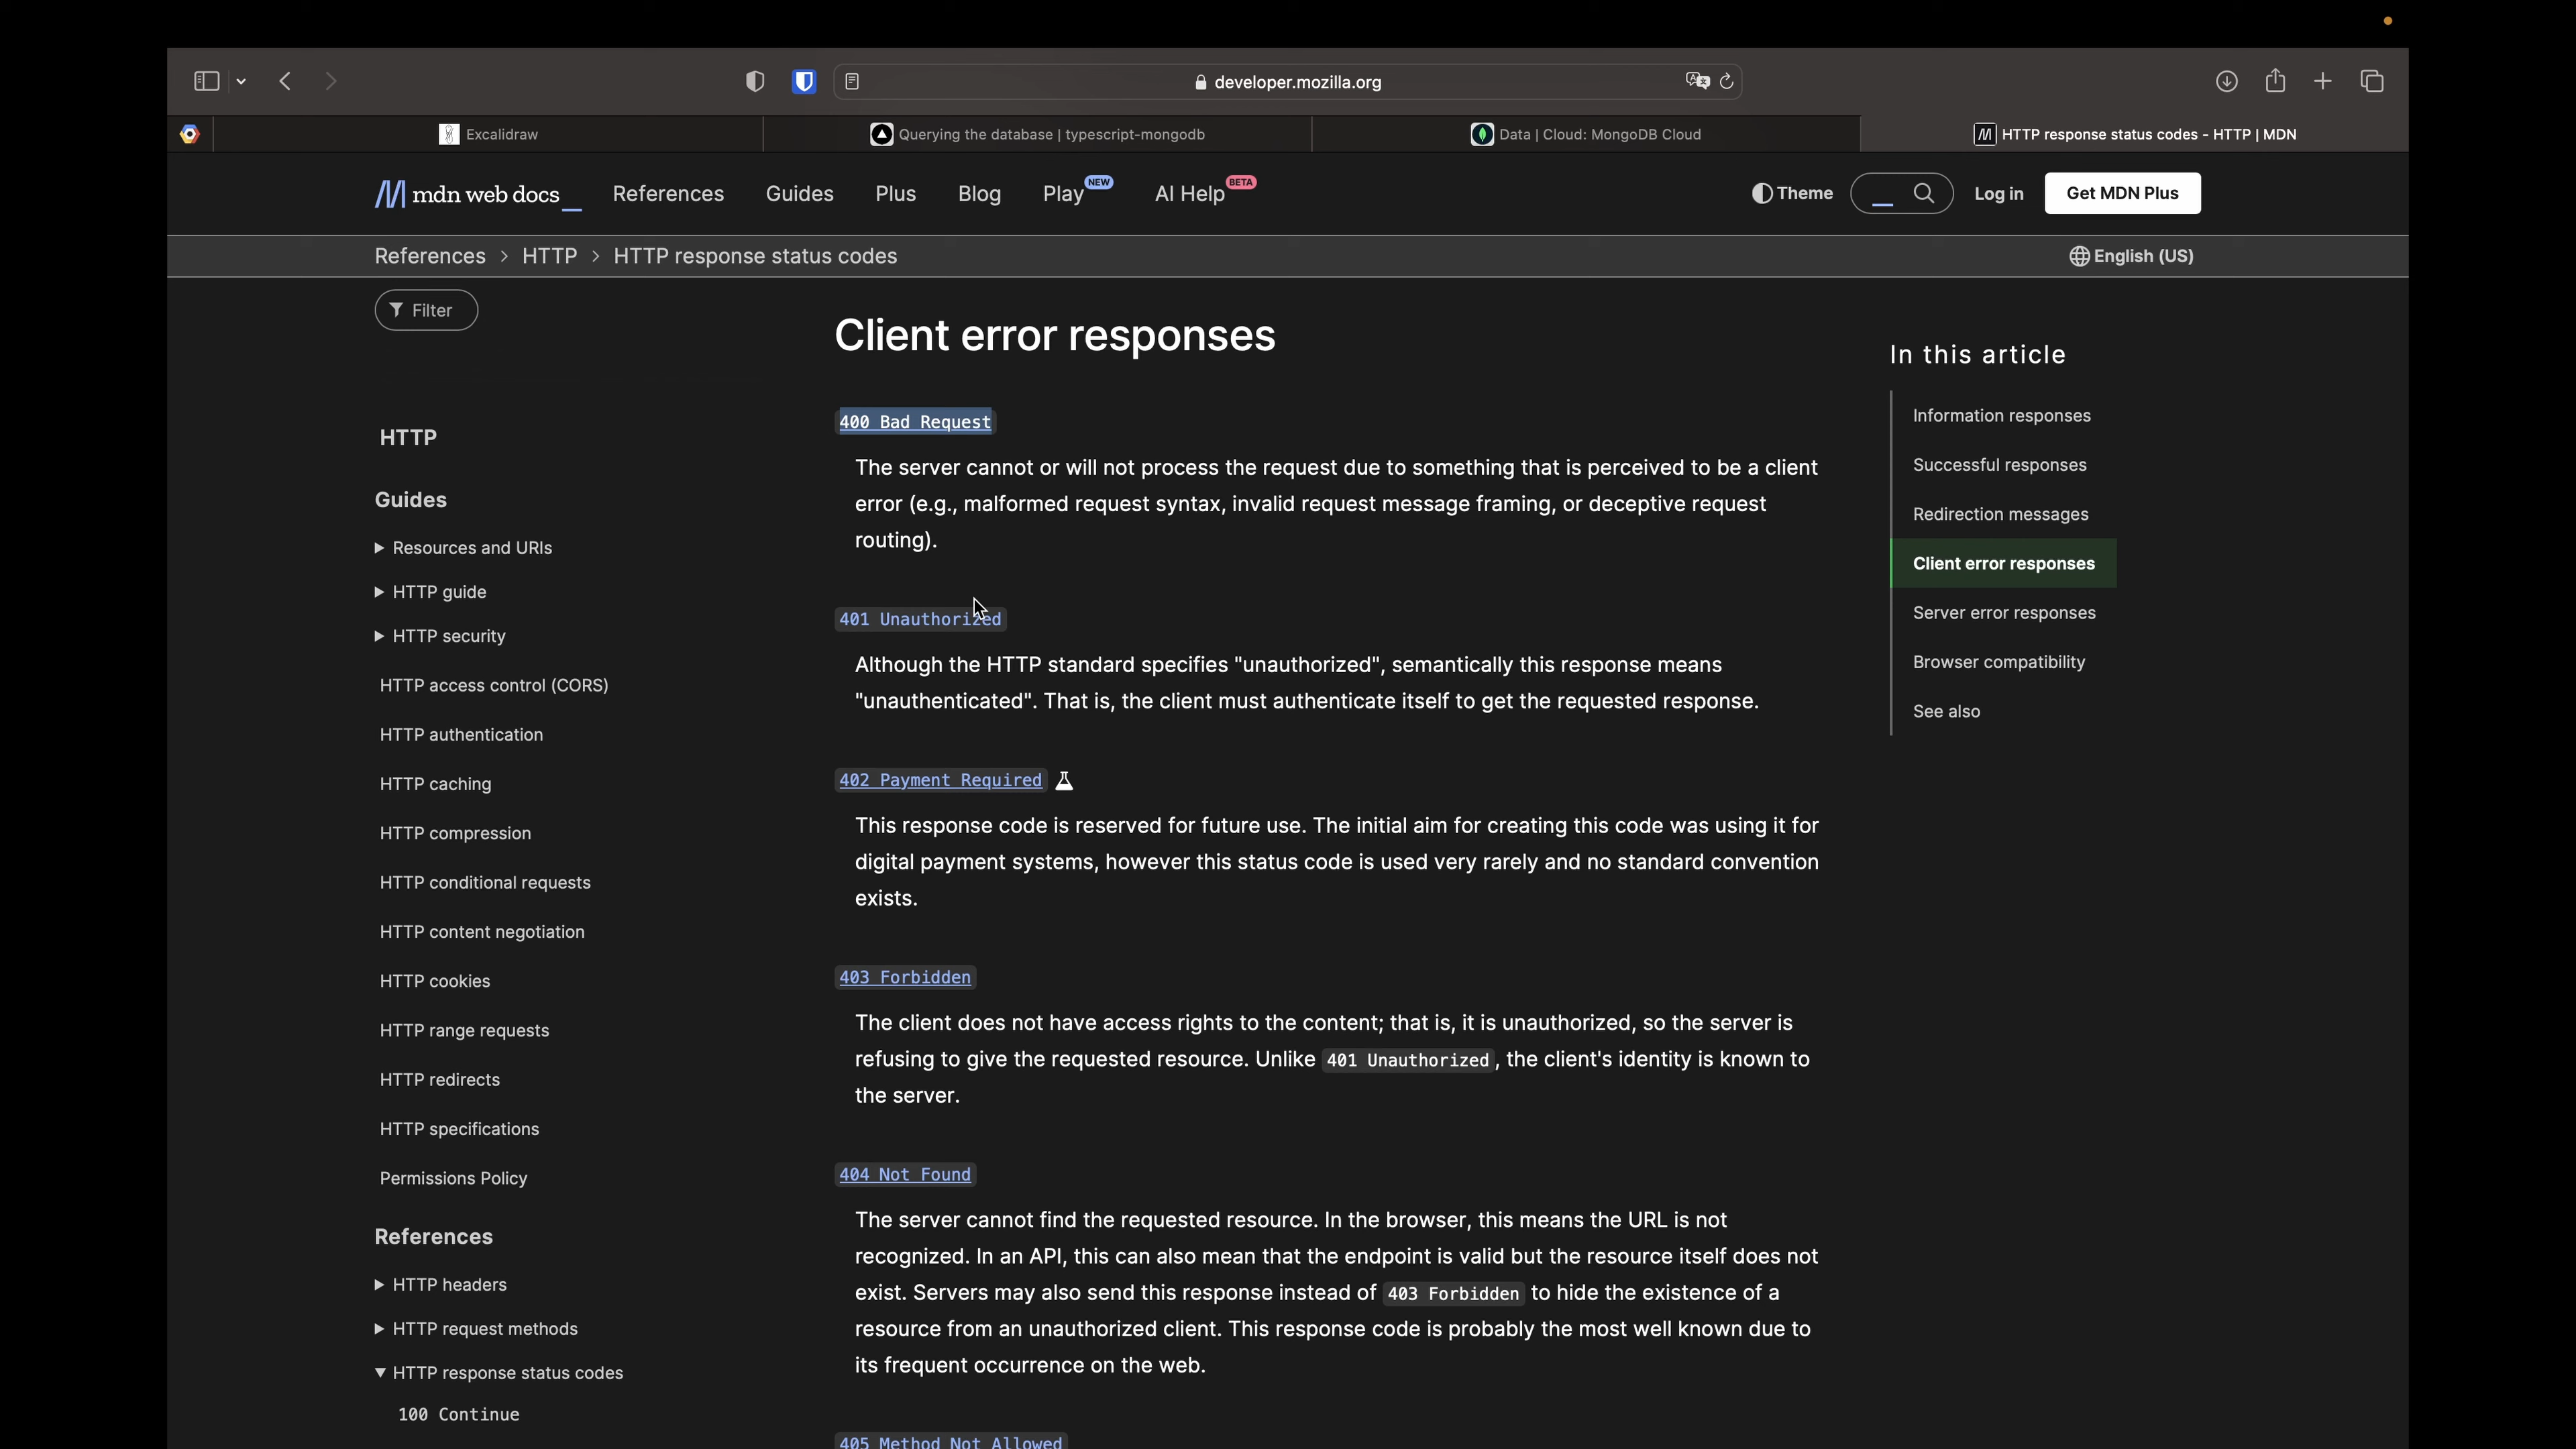 developer.mozilla.org
Excalidraw
Querying the database | typescript-mongodb
Data | Cloud: MongoDB Cloud
HTTP response status codes - HTTP | MDN
mdn web docs_
References
Guides
Plus
Blog
Play NEW
AI Help BETA
Theme
Log in
Get MDN Plus
References > HTTP > HTTP response status codes
English (US)
Filter
HTTP
Guides
Resources and URIs
HTTP guide
HTTP security
HTTP access control (CORS)
HTTP authentication
HTTP caching
HTTP compression
HTTP conditional requests
HTTP content negotiation
HTTP cookies
HTTP range requests
HTTP redirects
HTTP specifications
Permissions Policy
References
HTTP headers
HTTP request methods
HTTP response status codes
100 Continue
Client error responses
400 Bad Request
The server cannot or will not process the request due to something that is perceived to be a client
error (e.g., malformed request syntax, invalid request message framing, or deceptive request
routing).
401 Unauthorized
Although the HTTP standard specifies "unauthorized", semantically this response means
"unauthenticated". That is, the client must authenticate itself to get the requested response.
402 Payment Required
This response code is reserved for future use. The initial aim for creating this code was using it for
digital payment systems, however this status code is used very rarely and no standard convention
exists.
403 Forbidden
The client does not have access rights to the content; that is, it is unauthorized, so the server is
refusing to give the requested resource. Unlike 401 Unauthorized, the client's identity is known to
the server.
404 Not Found
The server cannot find the requested resource. In the browser, this means the URL is not
recognized. In an API, this can also mean that the endpoint is valid but the resource itself does not
exist. Servers may also send this response instead of 403 Forbidden to hide the existence of a
resource from an unauthorized client. This response code is probably the most well known due to
its frequent occurrence on the web.
405 Method Not Allowed
In this article
Information responses
Successful responses
Redirection messages
Client error responses
Server error responses
Browser compatibility
See also